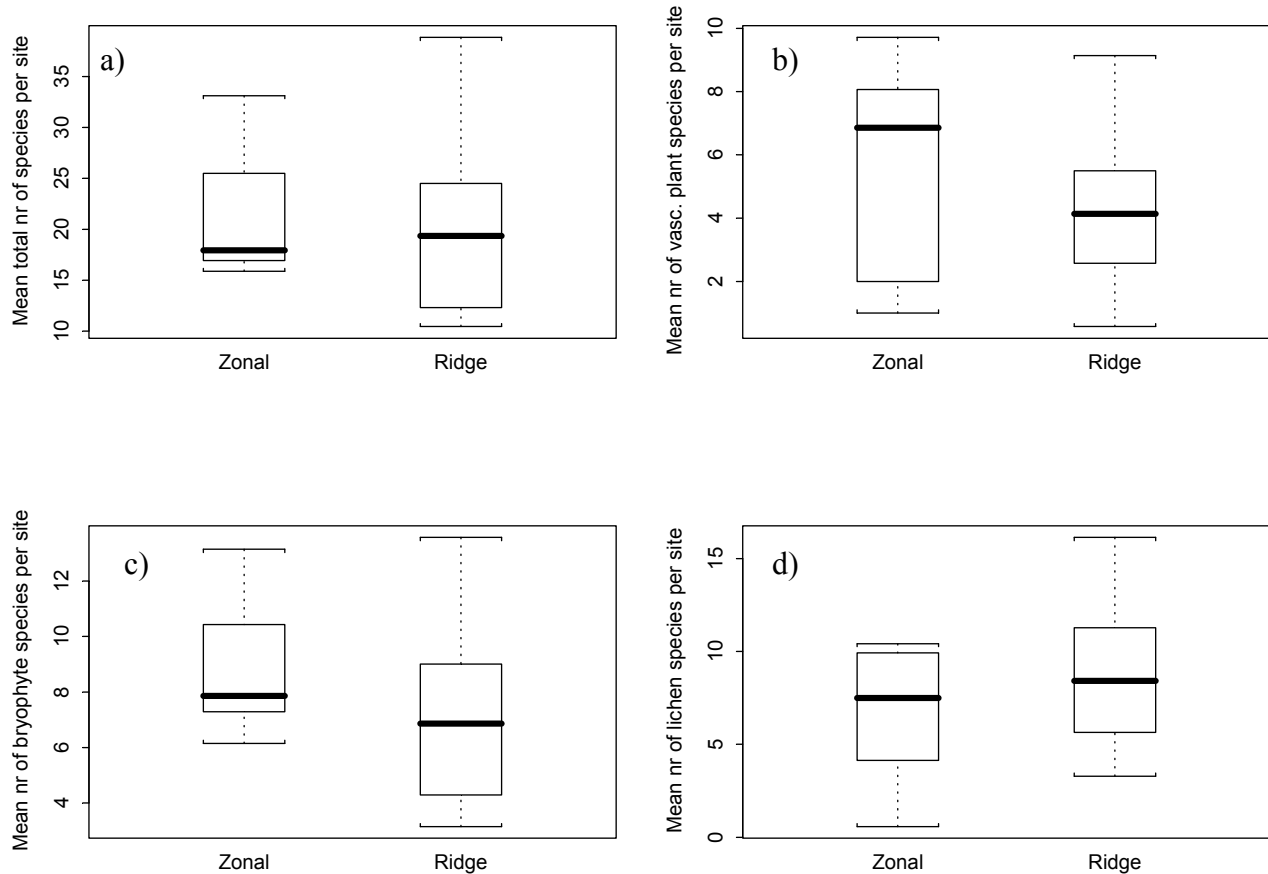 a)
Mean total nr of species per site
35
30
25
20
15
10
Zonal Ridge
b)
Mean nr of vasc. plant species per site
10
8
6
4
2
Zonal Ridge
c)
Mean nr of bryophyte species per site
12
10
8
6
4
Zonal Ridge
d)
Mean nr of lichen species per site
15
10
5
0
Zonal Ridge